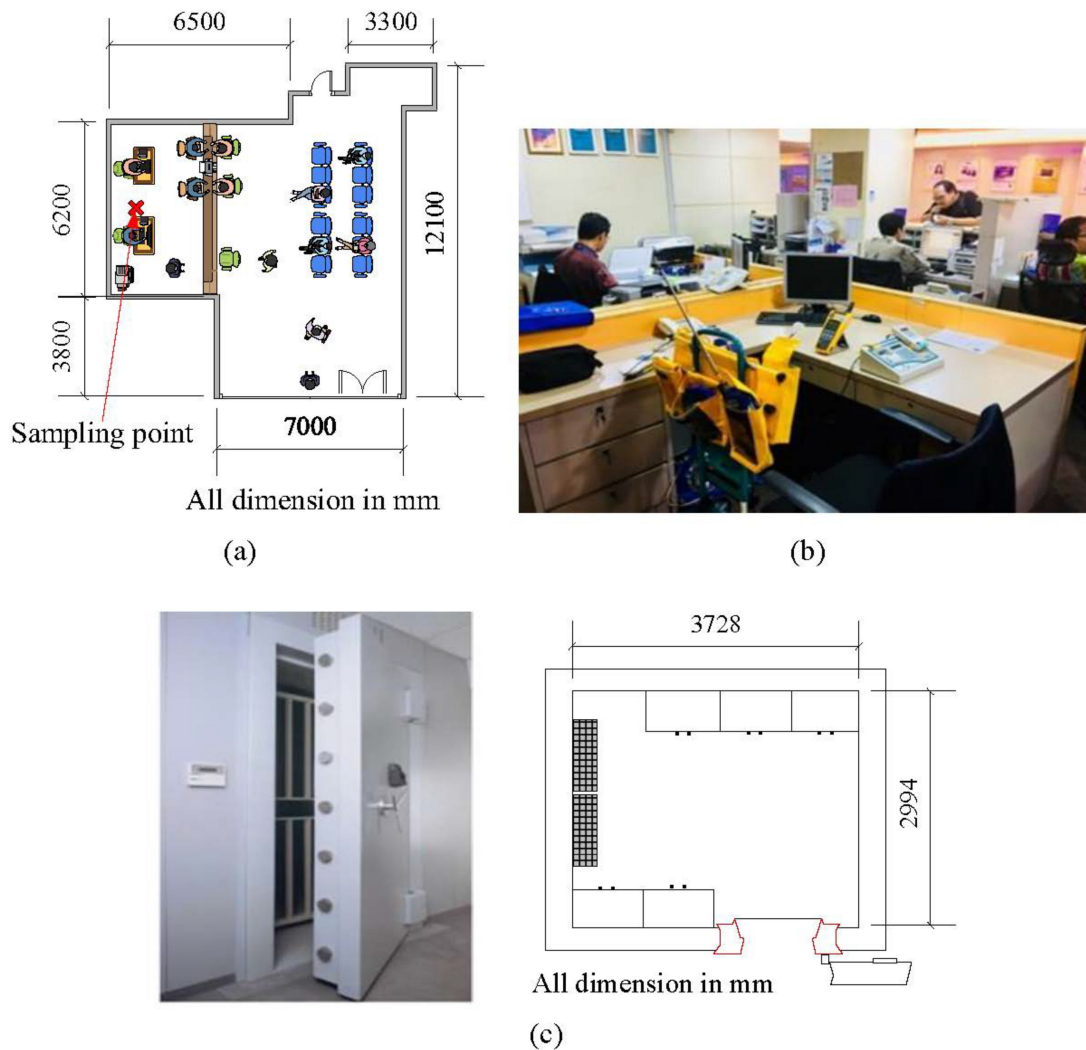 6500
3300
6200
12100
3800
Sampling point
7000
All dimension in mm
(a)
(b)
3728
2994
All dimension in mm
(c)